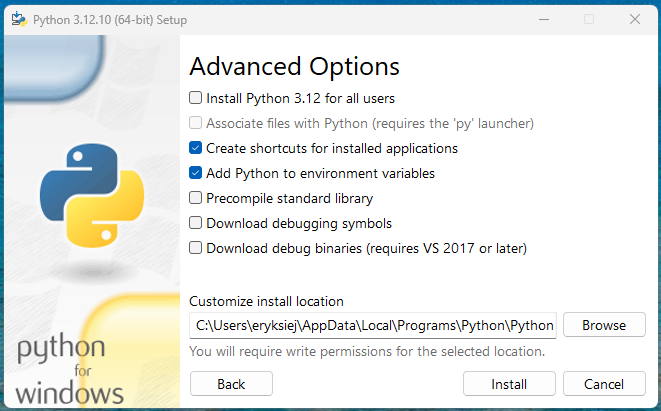 Python 3.12.10 (64-bit) Setup
Advanced Options
Install Python 3.12 for all users
Associate files with Python (requires the 'py' launcher)
Create shortcuts for installed applications
Add Python to environment variables
Precompile standard library
Download debugging symbols
Download debug binaries (requires VS 2017 or later)
Customize install location
C:\Users\eryksiej\AppData\Local\Programs\Python\Python
Browse
You will require write permissions for the selected location.
python
for
windows
Back
Install
Cancel